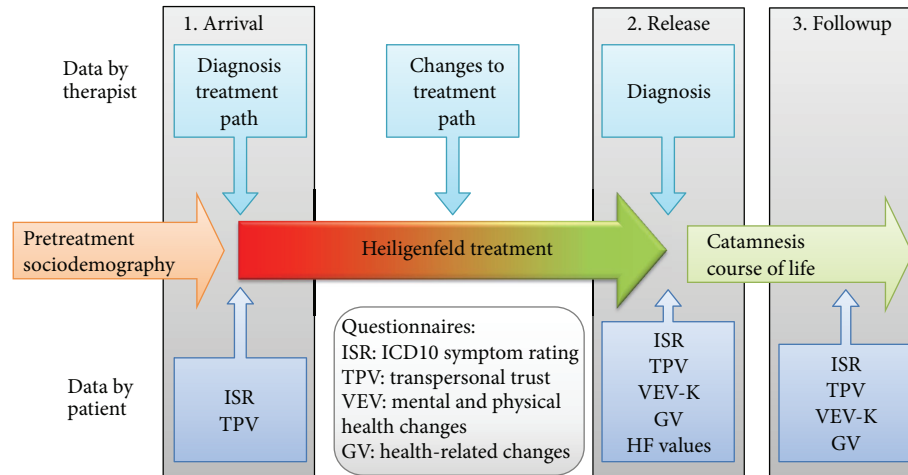 1. Arrival
2. Release
3. Followup
Data by
therapist
Diagnosis
treatment
path
Changes to
treatment
path
Diagnosis
Pretreatment
sociodemography
Heiligenfeld treatment
Catamnesis
course of life
Data by
patient
ISR
TPV
Questionnaires:
ISR: ICD10 symptom rating
TPV: transpersonal trust
VEV: mental and physical
health changes
GV: health-related changes
ISR
TPV
VEV-K
GV
HF values
ISR
TPV
VEV-K
GV